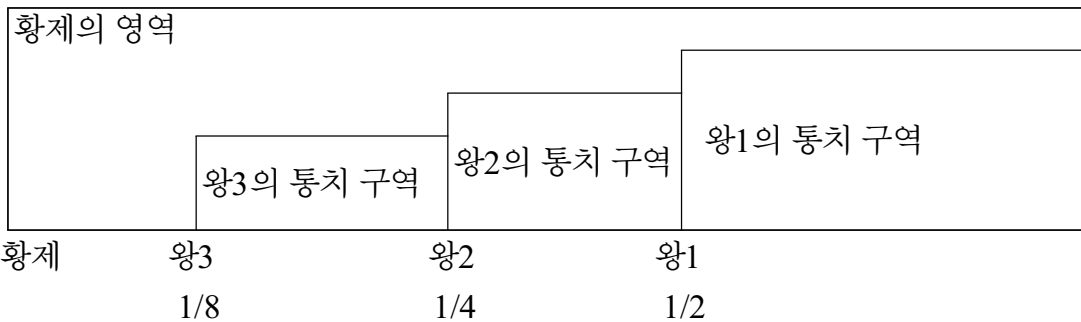 황제의 영역
왕1의 통치 구역
왕2의 통치 구역
왕3의 통치 구역
황제 왕3 왕2 왕1
1/8 1/4 1/2